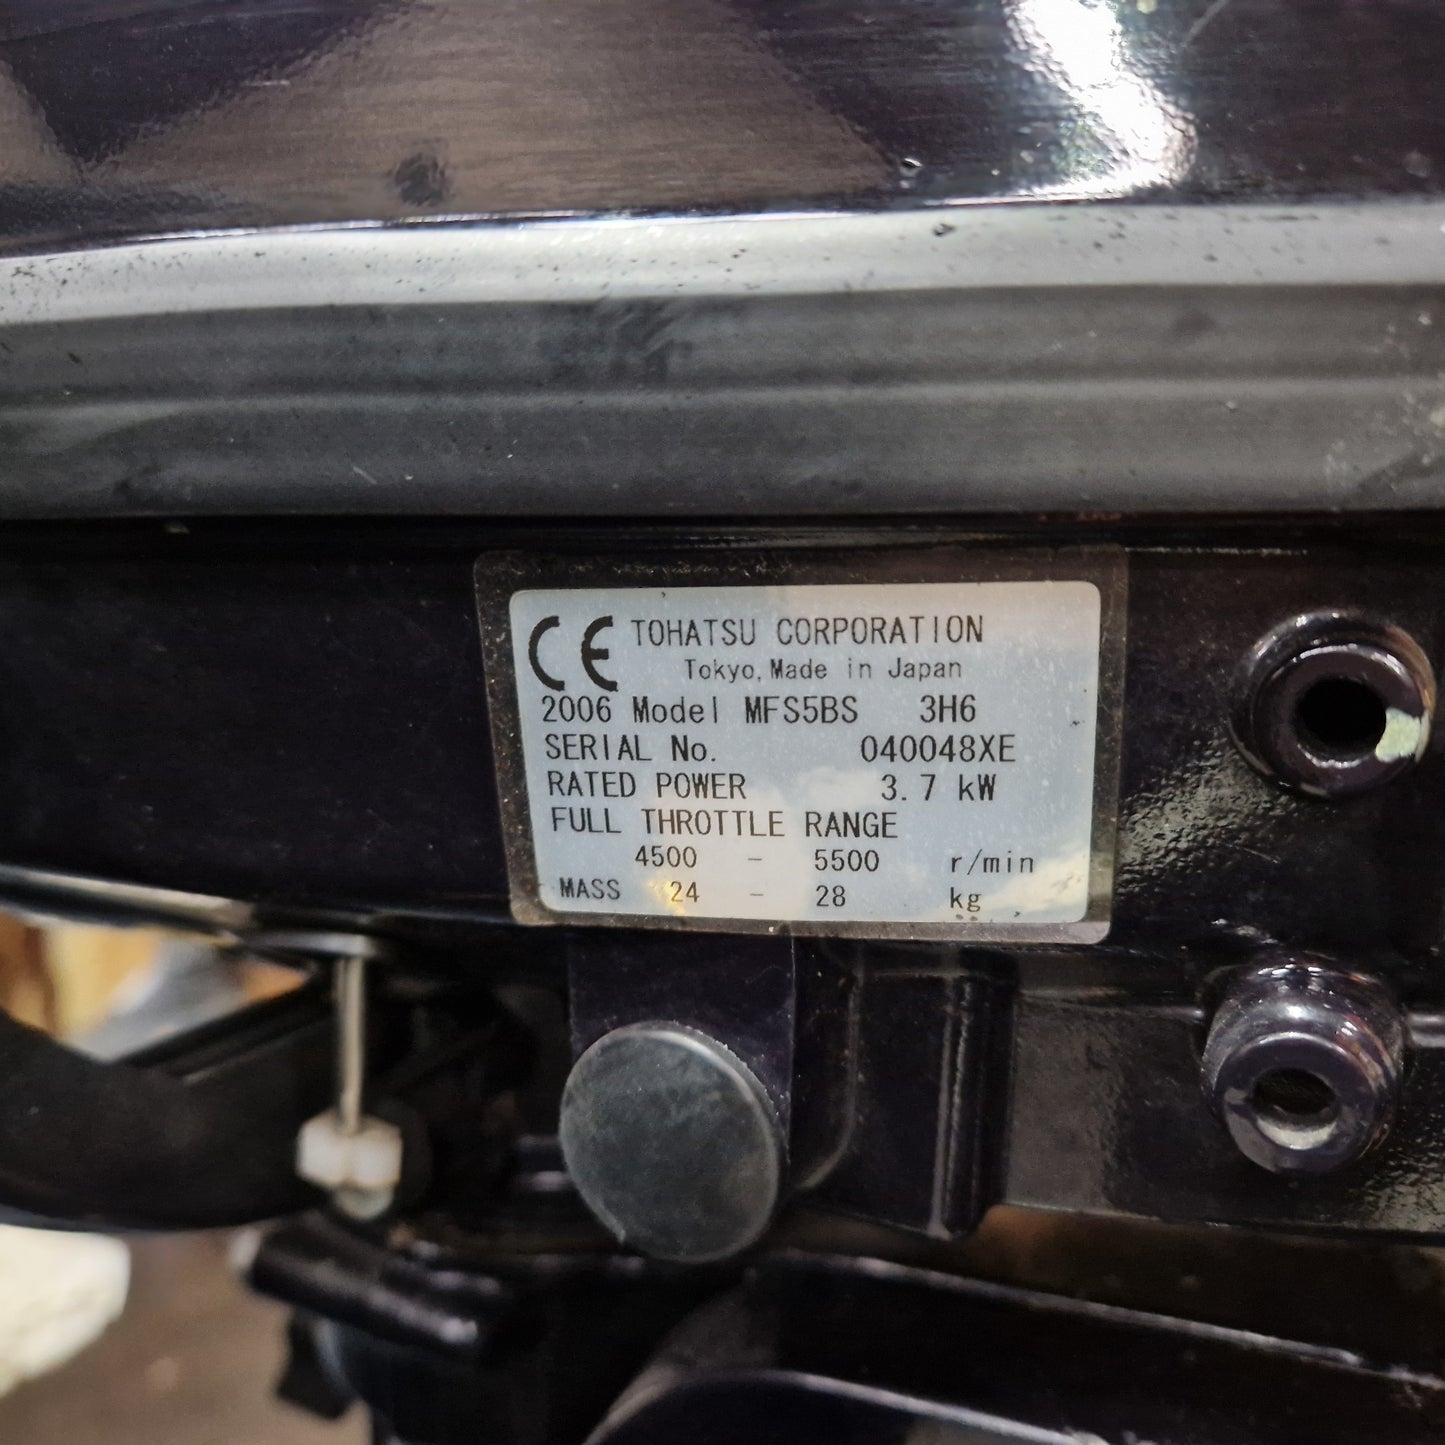 CE TOHATSU CORPORATION
Tokyo, Made in Japan
2006 Model MFS5BS 3H6
SERIAL No. 040048XE
RATED POWER 3.7 kW
FULL THROTTLE RANGE
4500 - 5500 r/min
MASS 24 - 28 kg